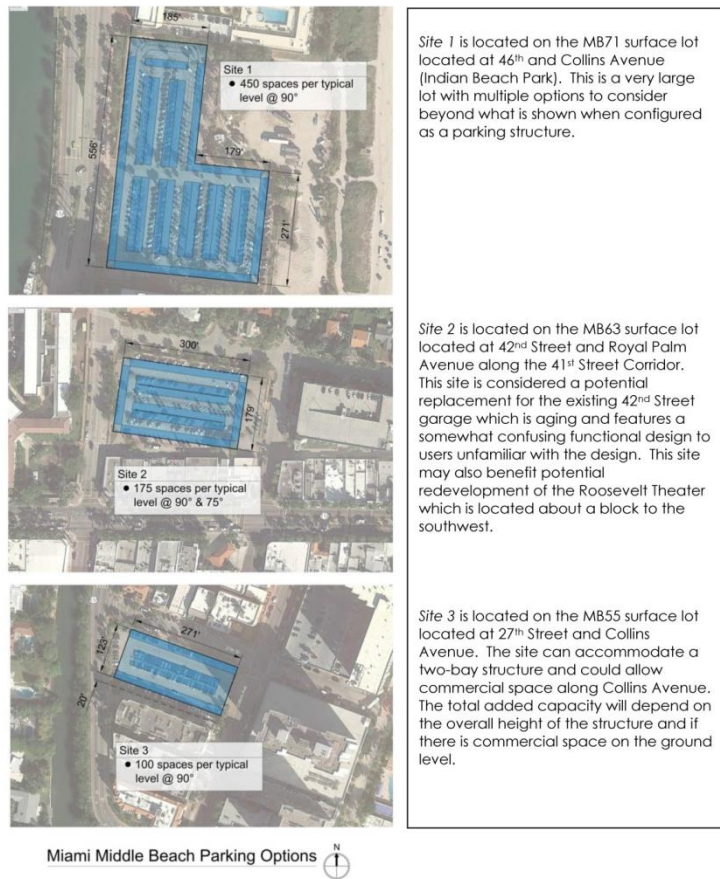 185'
Site 1
• 450 spaces per typical
level @ 90°
556'
179'
271'
Site 1 is located on the MB71 surface lot
located at 46th and Collins Avenue
(Indian Beach Park). This is a very large
lot with multiple options to consider
beyond what is shown when configured
as a parking structure.
300'
179'
Site 2
• 175 spaces per typical
level @ 90° & 75°
Site 2 is located on the MB63 surface lot
located at 42nd Street and Royal Palm
Avenue along the 41st Street Corridor.
This site is considered a potential
replacement for the existing 42nd Street
garage which is aging and features a
somewhat confusing functional design to
users unfamiliar with the design. This site
may also benefit potential
redevelopment of the Roosevelt Theater
which is located about a block to the
southwest.
271'
123'
20'
Site 3
• 100 spaces per typical
level @ 90°
Site 3 is located on the MB55 surface lot
located at 27th Street and Collins
Avenue. The site can accommodate a
two-bay structure and could allow
commercial space along Collins Avenue.
The total added capacity will depend on
the overall height of the structure and if
there is commercial space on the ground
level.
Miami Middle Beach Parking Options
N